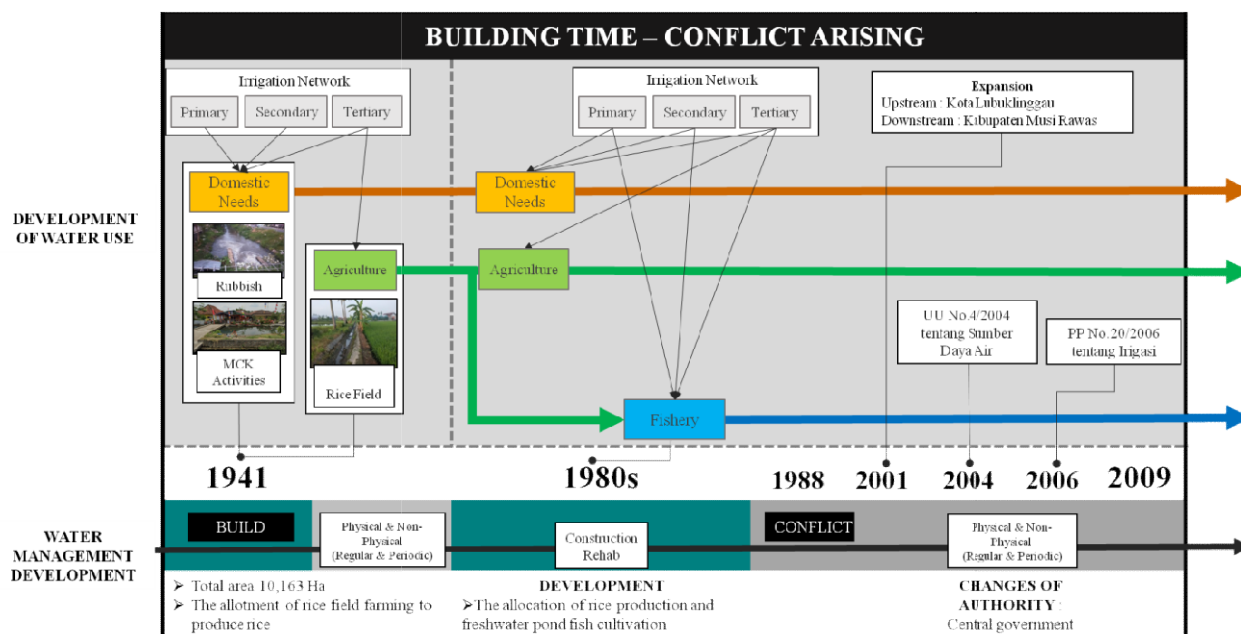 BUILDING TIME – CONFLICT ARISING
Irrigation Network
Primary
Secondary
Tertiary
Irrigation Network
Primary
Secondary
Tertiary
Expansion
Upstream : Kota Lubuklinggau
Downstream : Kibupaten Musi Rawas
DEVELOPMENT
OF WATER USE
Domestic
Needs
Domestic
Needs
Rubbish
MCK
Activities
Agriculture
Rice Field
Agriculture
Fishery
UU No.4/2004
tentang Sumber
Daya Air
PP No.20/2006
tentang Irigasi
1941
1980s
1988
2001
2004
2006
2009
WATER
MANAGEMENT
DEVELOPMENT
BUILD
Physical & Non-
Physical
(Regular & Periodic)
Construction
Rehab
CONFLICT
Physical & Non-
Physical
(Regular & Periodic)
➢ Total area 10,163 Ha
➢ The allotment of rice field farming to
produce rice
DEVELOPMENT
➢The allocation of rice production and
freshwater pond fish cultivation
CHANGES OF
AUTHORITY :
Central government